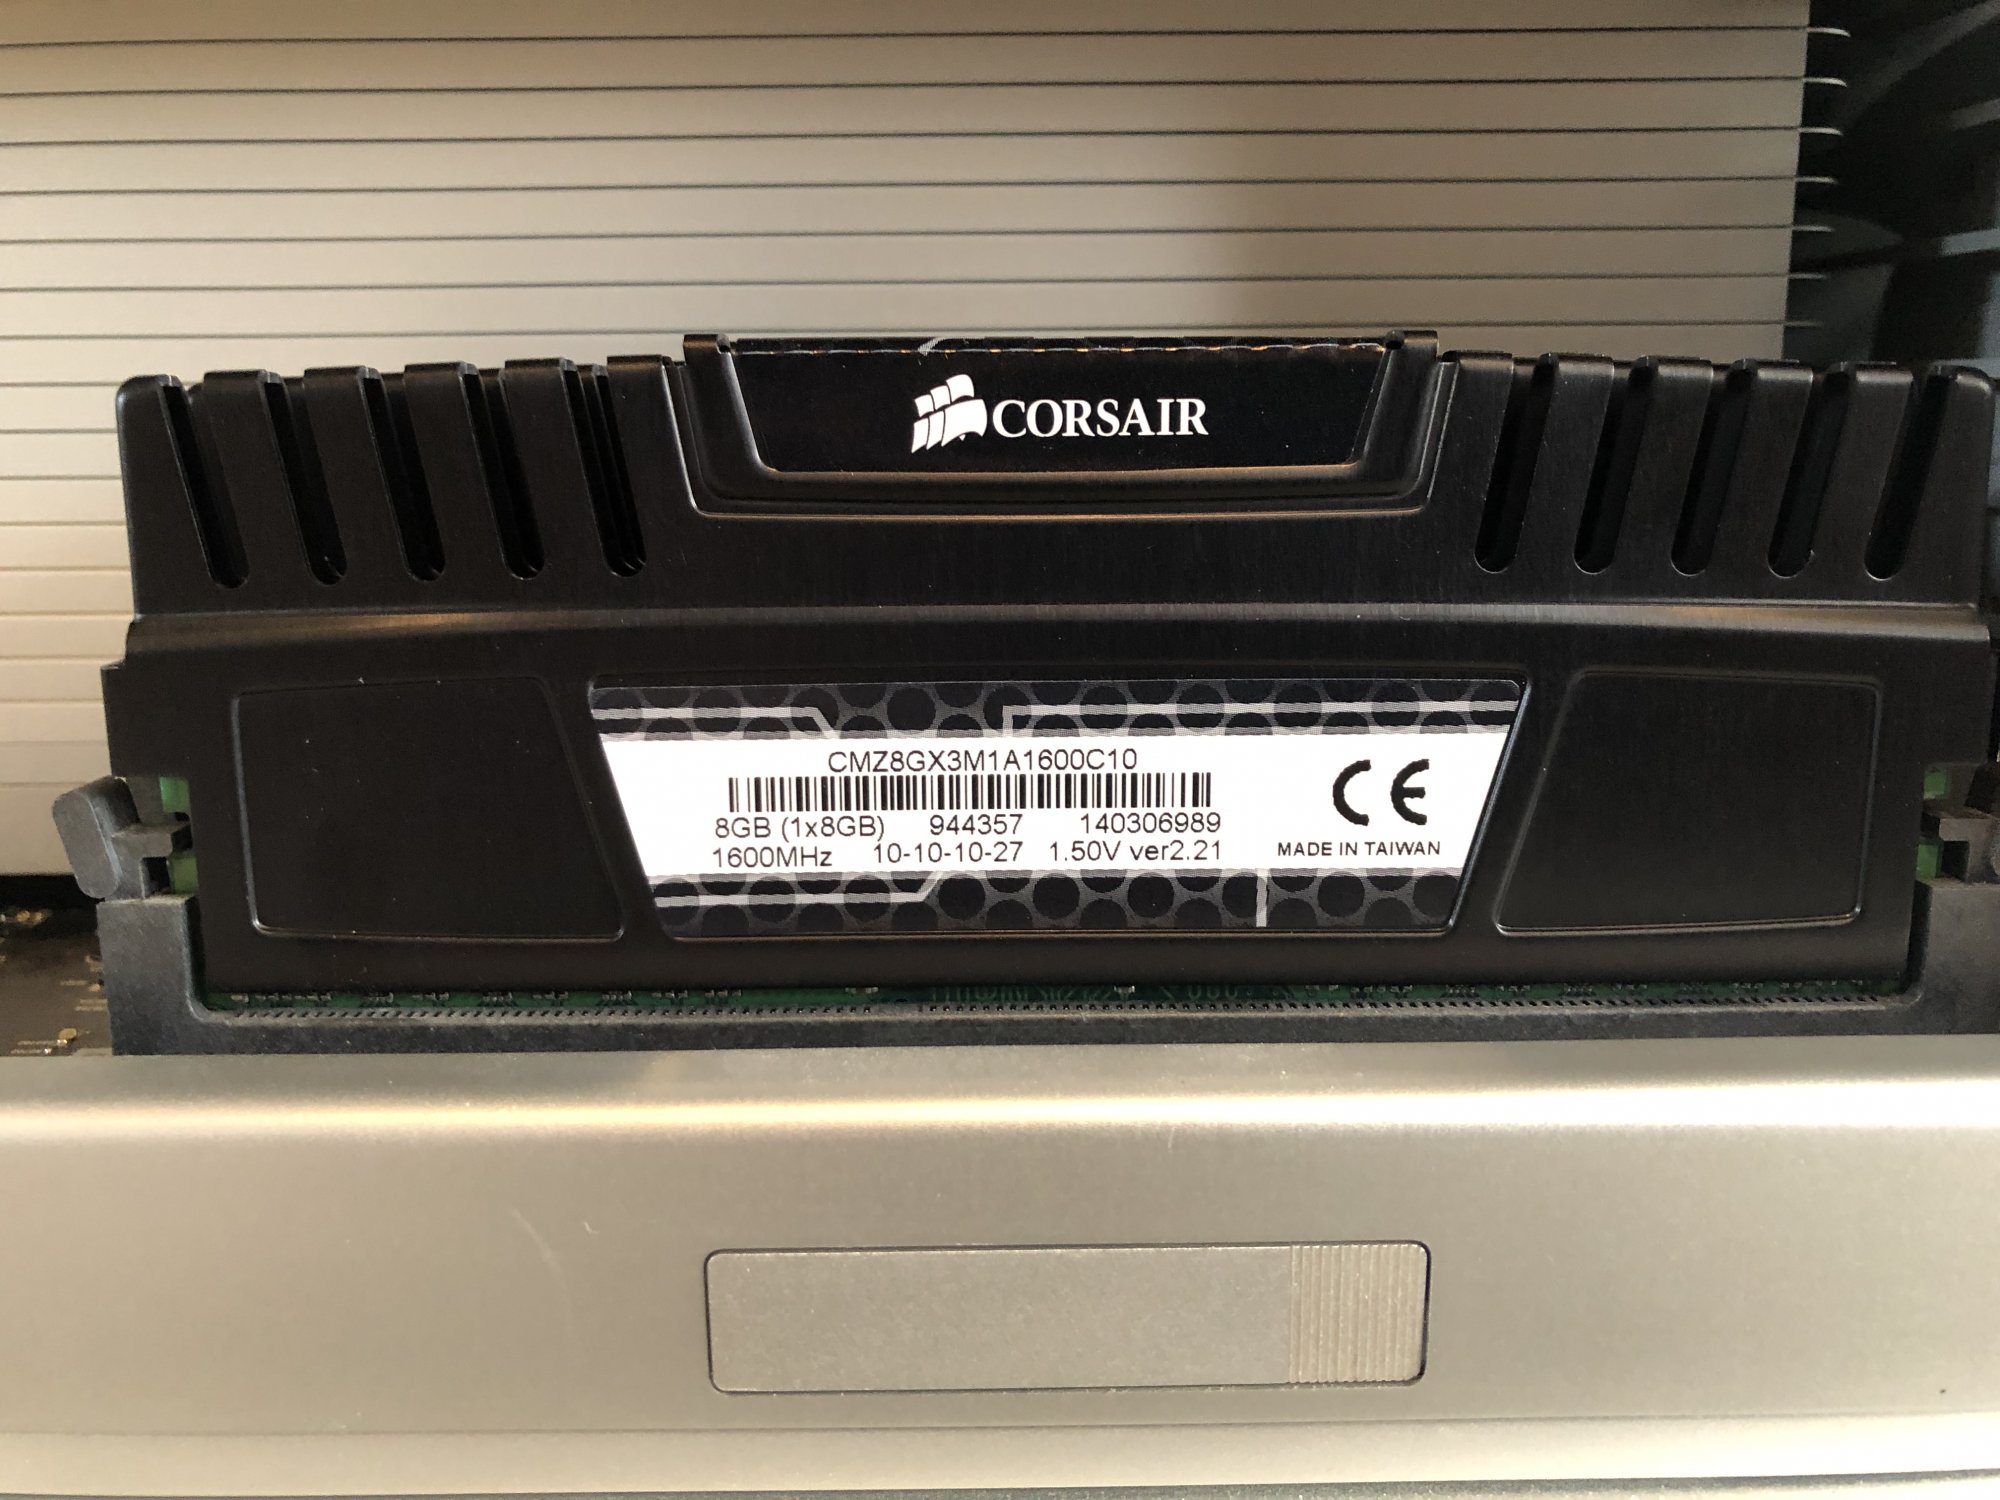 CORSAIR
CMZ8GX3M1A1600C10
8GB (1x8GB) 944357 140306989
1600MHz 10-10-10-27 1.50V ver2.21
CE
MADE IN TAIWAN